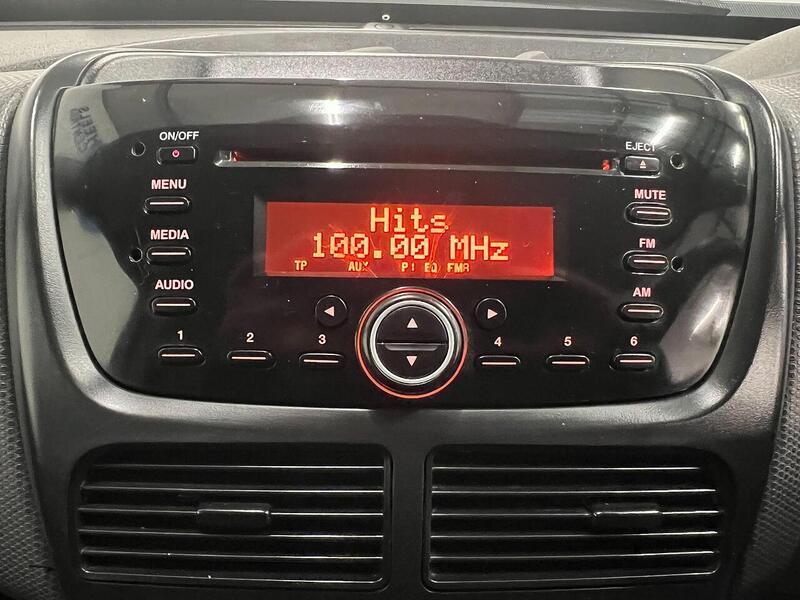 ON/OFF
EJECT
MENU
MUTE
Hits
MEDIA
100.00 MHz
FM
TP AUX P! EQ FMA
AUDIO
AM
1 2 3 4 5 6